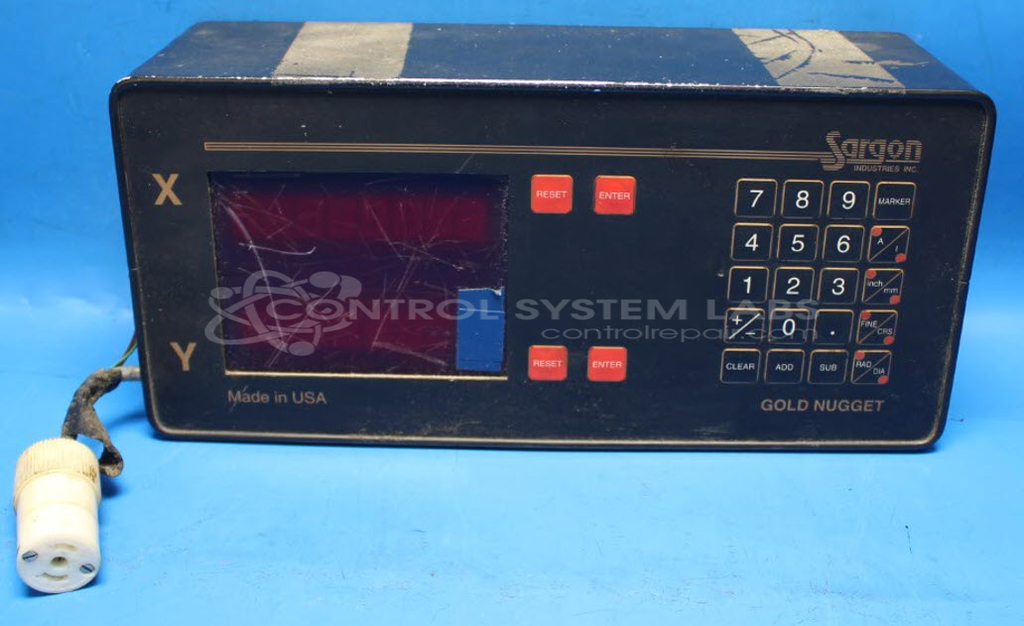 Sargon
INDUSTRIES INC.
X
RESET ENTER
7 8 9 MARKER
4 5 6 A I
1 2 3 inch mm
CONTROL SYSTEM LABS
controlrepair.com
+/- 0 . FINE CRS
Y
RESET ENTER
CLEAR ADD SUB RAD DIA
Made in USA
GOLD NUGGET